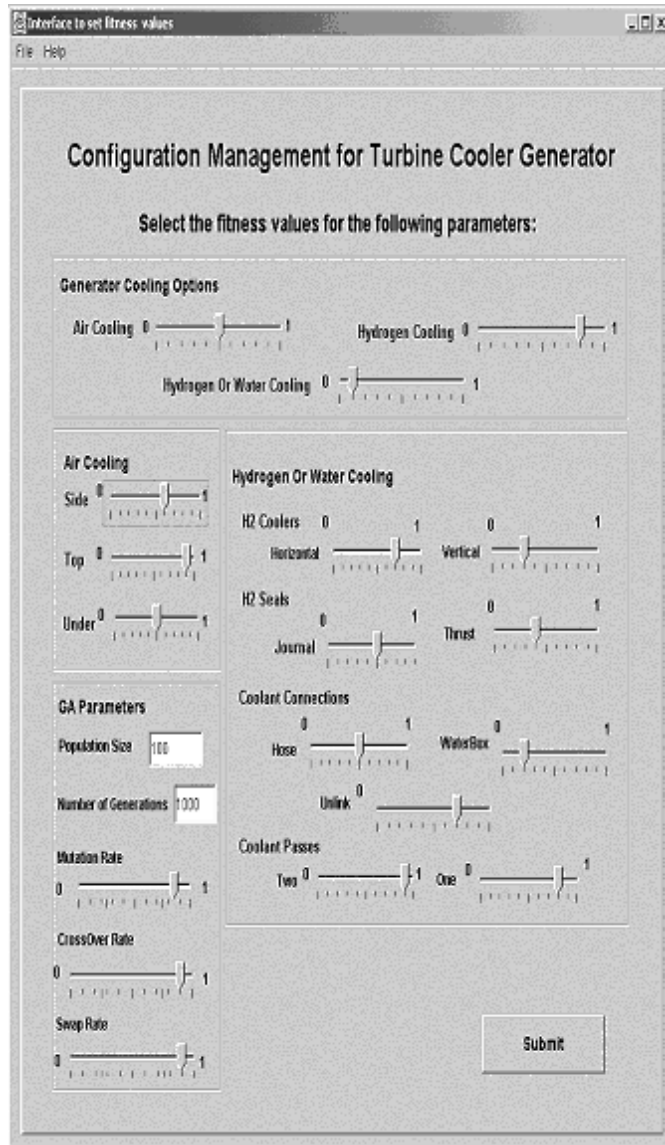 Interface to set fitness values
File Help
Configuration Management for Turbine Cooler Generator
Select the fitness values for the following parameters:
Generator Cooling Options
Air Cooling 0 1
Hydrogen Cooling 0 1
Hydrogen Or Water Cooling 0 1
Air Cooling
Side 0 1
Top 0 1
Under 0 1
GA Parameters
Population Size 100
Number of Generations 1000
Mutation Rate
0 1
CrossOver Rate
0 1
Swap Rate
0 1
Hydrogen Or Water Cooling
H2 Coolers
Horizontal 0 1
Vertical 0 1
H2 Seals
Journal 0 1
Thrust 0 1
Coolant Connections
Hose 0 1
WaterBox 0 1
Unlink 0
Coolant Passes
Two 0 1
One 0 1
Submit